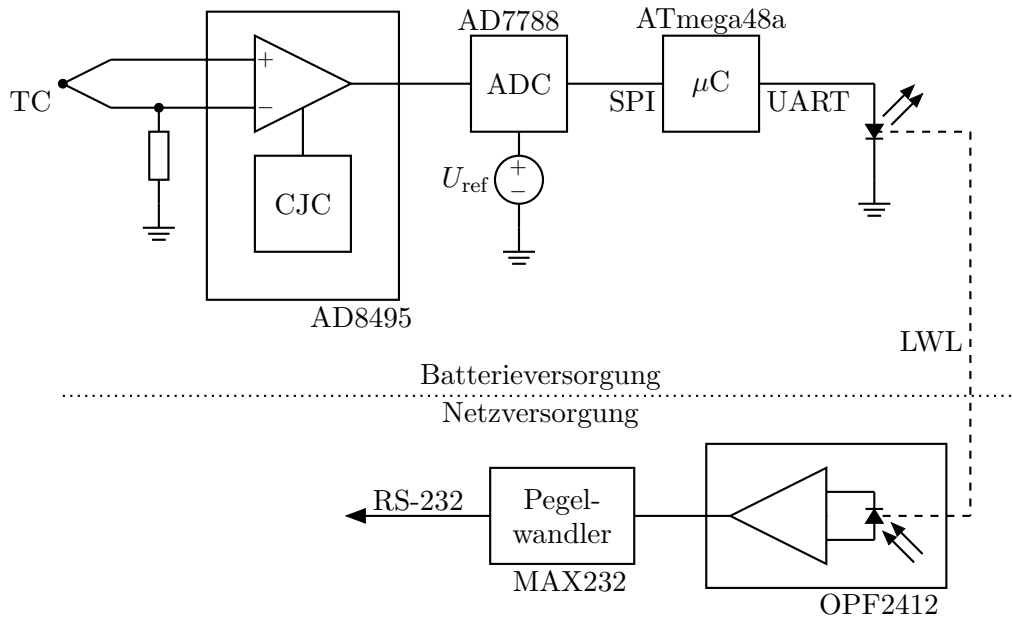 AD7788
ATmega48a
TC
+
−
ADC
SPI
μC
UART
CJC
U_ref
+
−
AD8495
LWL
Batterieversorgung
Netzversorgung
RS-232
Pegel-
wandler
MAX232
OPF2412